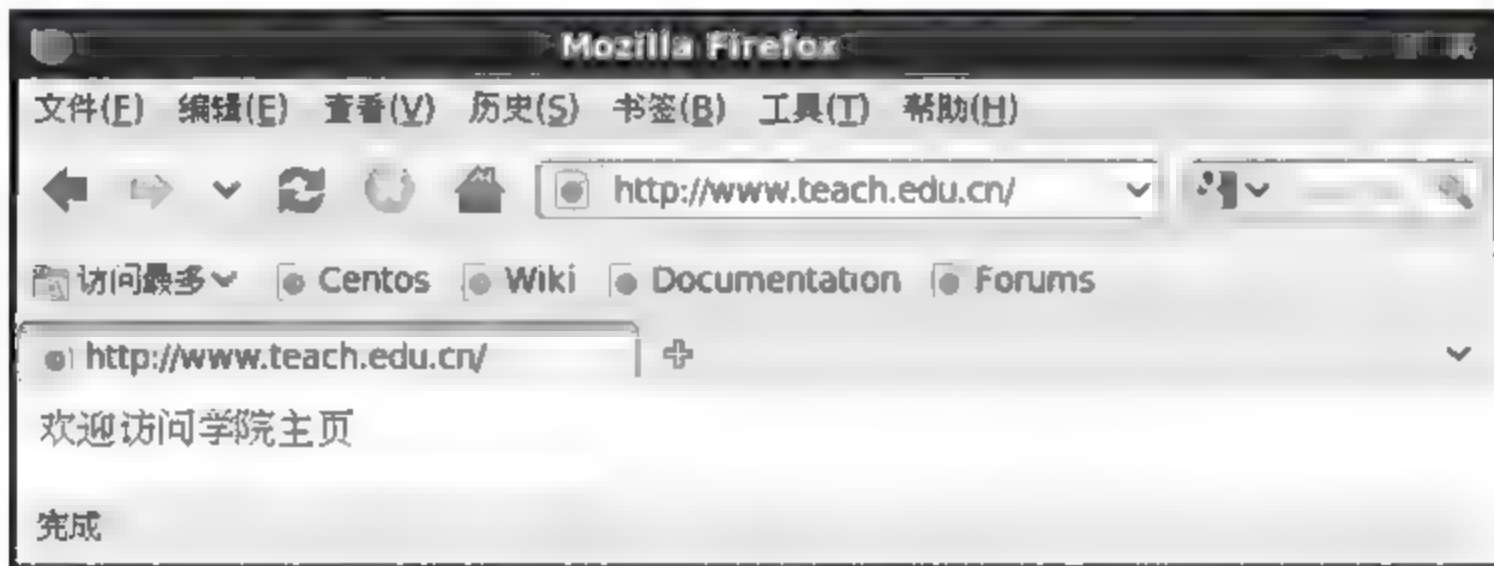 Mozilla Firefox
文件(F) 编辑(E) 查看(V) 历史(S) 书签(B) 工具(T) 帮助(H)
http://www.teach.edu.cn/
访问最多 Centos Wiki Documentation Forums
http://www.teach.edu.cn/
欢迎访问学院主页
完成